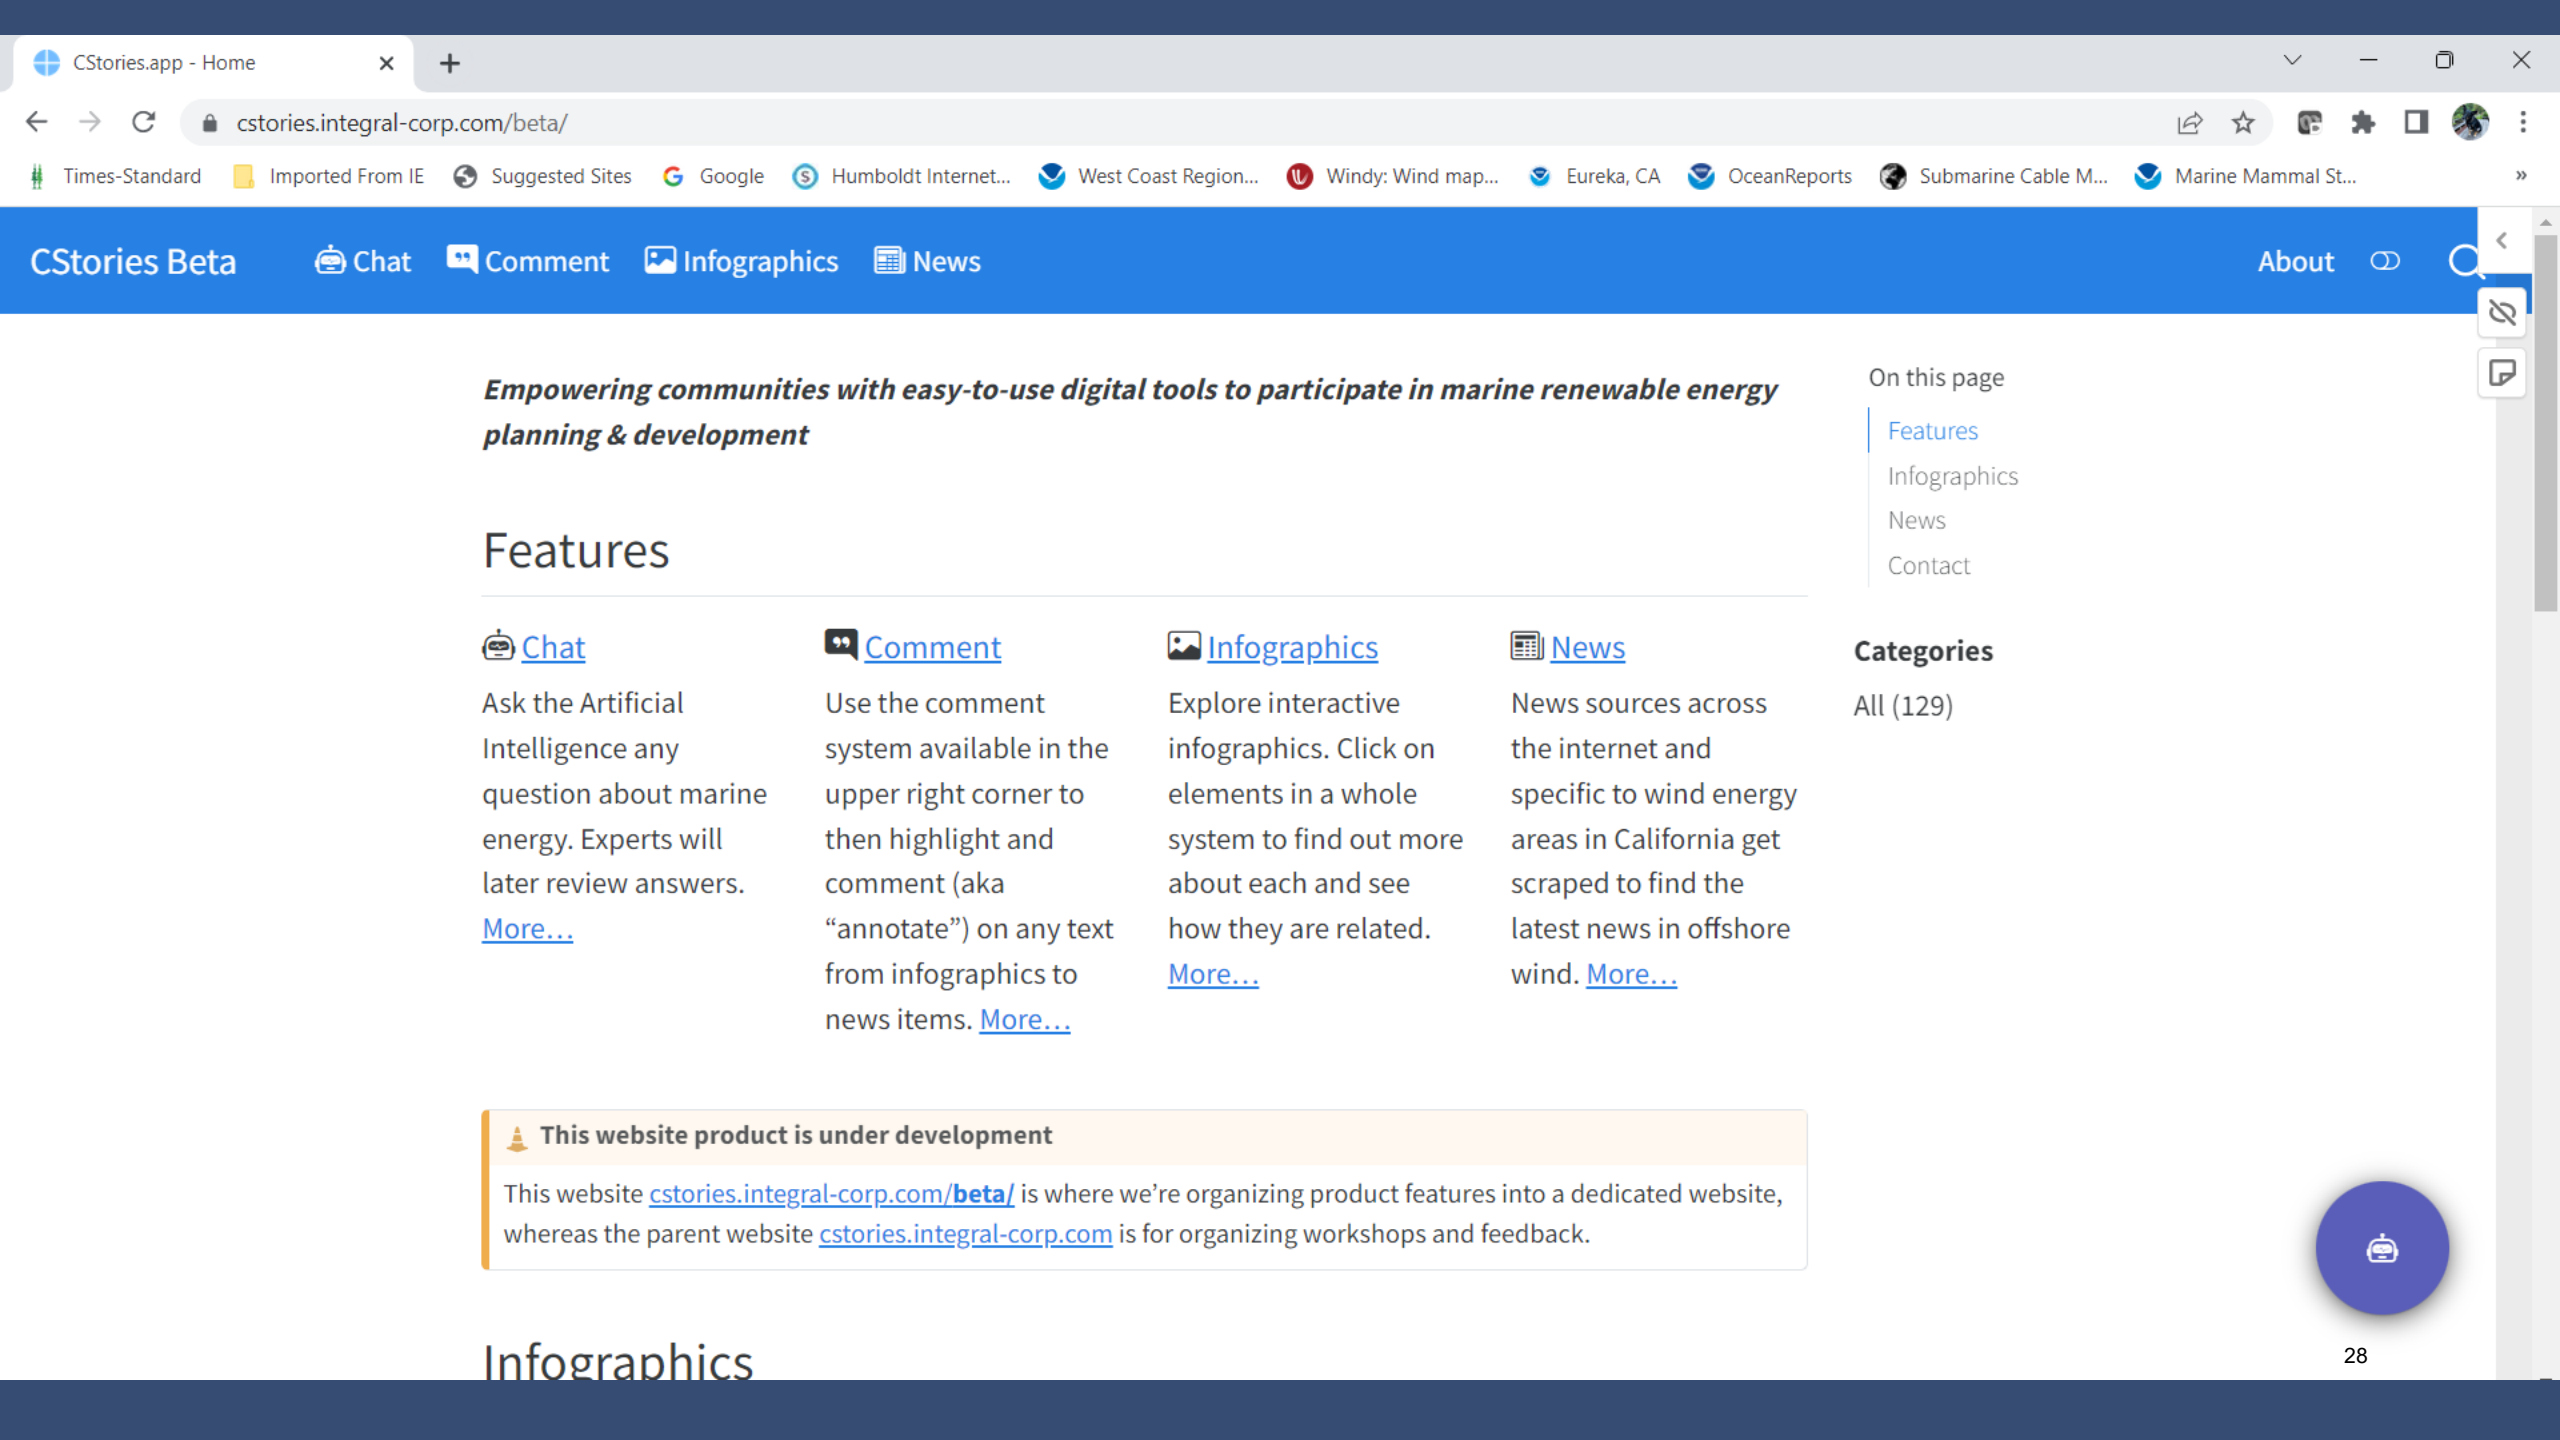 CStories.app - Home
cstories.integral-corp.com/beta/
Times-Standard Imported From IE Suggested Sites Google Humboldt Internet... West Coast Region... Windy: Wind map... Eureka, CA OceanReports Submarine Cable M... Marine Mammal St... »
CStories Beta Chat Comment Infographics News About
Empowering communities with easy-to-use digital tools to participate in marine renewable energy
planning & development
On this page
Features
Infographics
News
Contact
Categories
All (129)
Features
Chat
Ask the Artificial
Intelligence any
question about marine
energy. Experts will
later review answers.
More…
Comment
Use the comment
system available in the
upper right corner to
then highlight and
comment (aka
“annotate”) on any text
from infographics to
news items. More…
Infographics
Explore interactive
infographics. Click on
elements in a whole
system to find out more
about each and see
how they are related.
More…
News
News sources across
the internet and
specific to wind energy
areas in California get
scraped to find the
latest news in offshore
wind. More…
This website product is under development
This website cstories.integral-corp.com/beta/ is where we’re organizing product features into a dedicated website,
whereas the parent website cstories.integral-corp.com is for organizing workshops and feedback.
Infographics
28